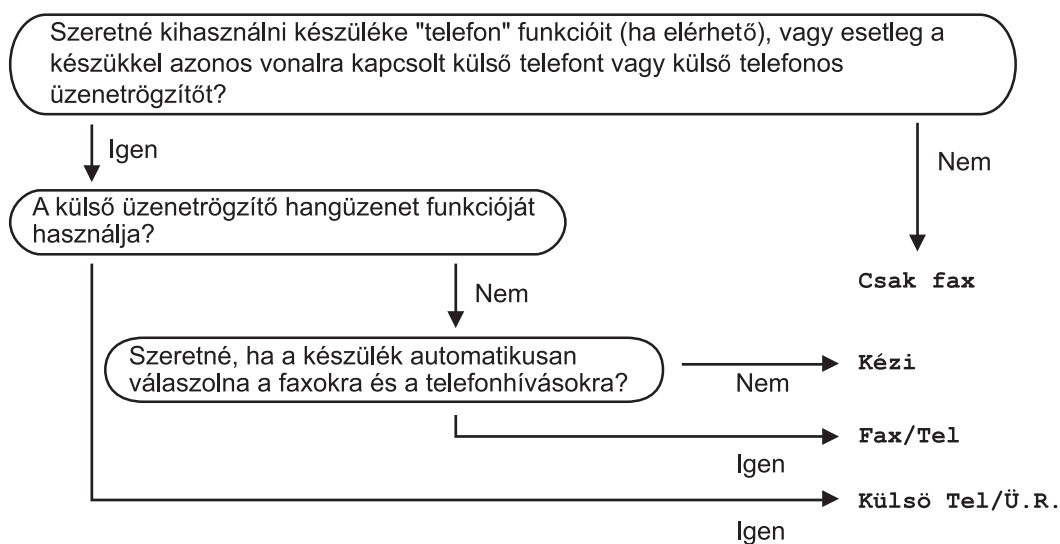 Szeretné kihasználni készüléke "telefon" funkcióit (ha elérhető), vagy esetleg a
készükkel azonos vonalra kapcsolt külső telefont vagy külső telefonos
üzenetrögzítőt?
Igen
Nem
A külső üzenetrögzítő hangüzenet funkcióját
használja?
Csak fax
Nem
Szeretné, ha a készülék automatikusan
válaszolna a faxokra és a telefonhívásokra?
Nem
Kézi
Igen
Fax/Tel
Igen
Külsö Tel/Ü.R.